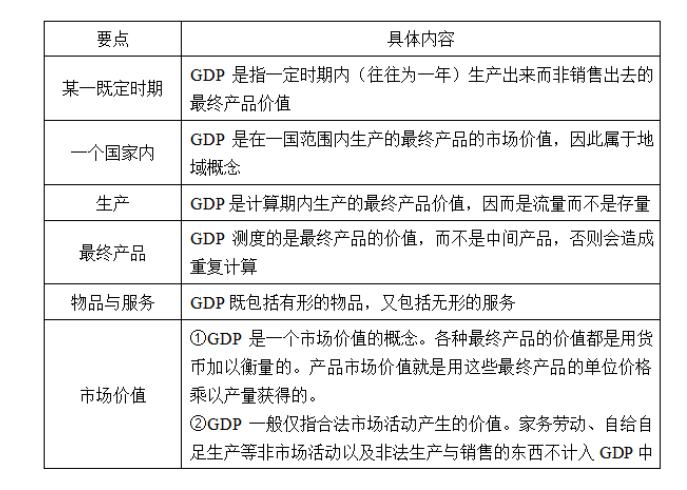 要点 具体内容
某一既定时期
GDP 是指一定时期内（往往为一年）生产出来而非销售出去的
最终产品价值
一个国家内
GDP 是在一国范围内生产的最终产品的市场价值，因此属于地
域概念
生产 GDP 是计算期内生产的最终产品价值，因而是流量而不是存量
最终产品
GDP 测度的是最终产品的价值，而不是中间产品，否则会造成
重复计算
物品与服务 GDP 既包括有形的物品，又包括无形的服务
市场价值
①GDP 是一个市场价值的概念。各种最终产品的价值都是用货
币加以衡量的。产品市场价值就是用这些最终产品的单位价格
乘以产量获得的。
②GDP 一般仅指合法市场活动产生的价值。家务劳动、自给自
足生产等非市场活动以及非法生产与销售的东西不计入 GDP 中